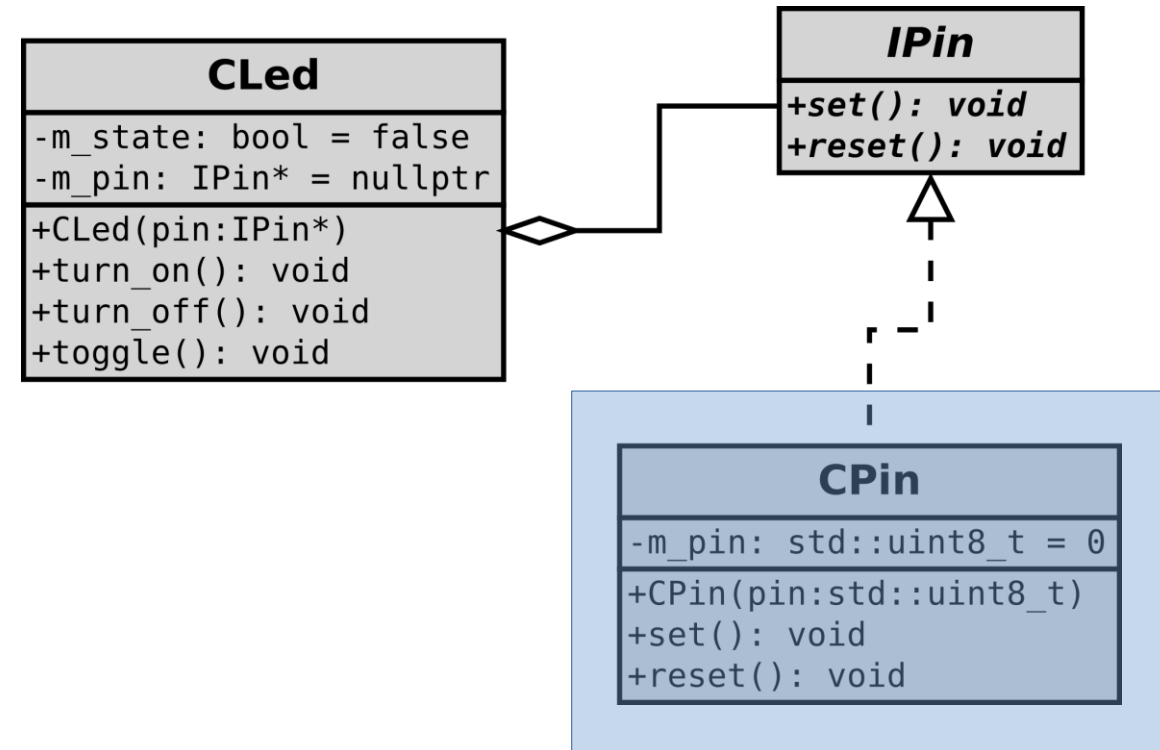 CLed
-m_state: bool = false
-m_pin: IPin* = nullptr
+CLed(pin:IPin*)
+turn_on(): void
+turn_off(): void
+toggle(): void
IPin
+set(): void
+reset(): void
CPin
-m_pin: std::uint8_t = 0
+CPin(pin:std::uint8_t)
+set(): void
+reset(): void